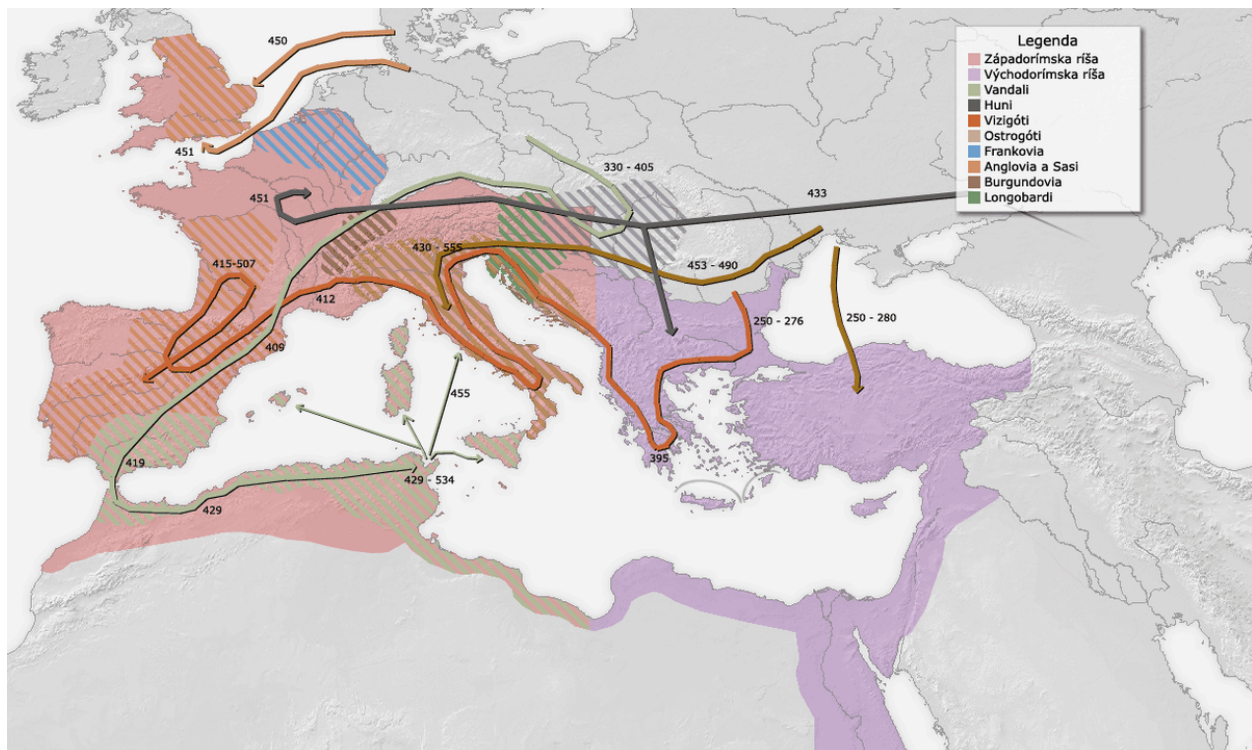 Legenda
Západorímska ríša
Východorímska ríša
Vandali
Huni
Vizigóti
Ostrogóti
Frankovia
Anglovia a Sasi
Burgundovia
Longobardi
450
451
330 - 405
433
451
430 - 555
453 - 490
415-507
412
250 - 276
250 - 280
409
455
395
419
429 - 534
429